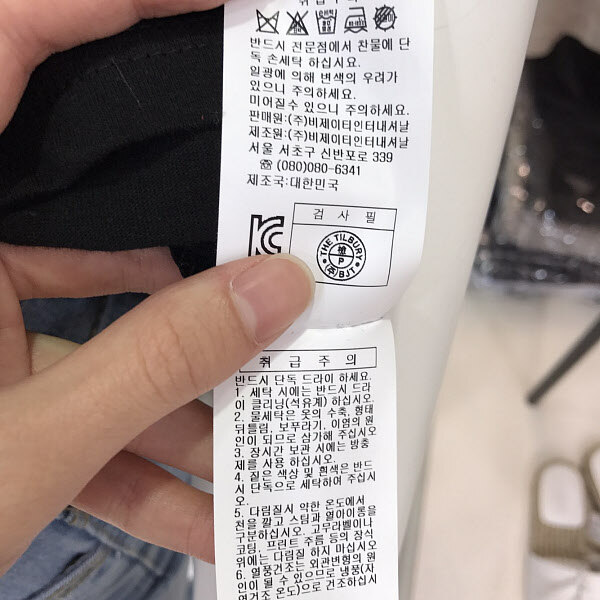 취급주의
손세탁
반드시 전문점에서 찬물에 단
독 손세탁 하십시요.
일광에 의해 변색의 우려가
있으니 주의하세요.
미어질수 있으니 주의하세요.
판매원:(주)비제이티인터내셔날
제조원:(주)비제이티인터내셔날
서울 서초구 신반포로 339
☎ (080)080-6341
제조국:대한민국
검 사 필
THE TILBURY
P
(주)BJT
취 급 주 의
반드시 단독 드라이 하세요.
1. 세탁 시에는 반드시 드라
이 클리닝(석유계) 하십시오.
2. 물세탁은 옷의 수축, 형태
뒤틀림, 보푸라기, 이염의 원
인이 되므로 삼가해 주십시오
3. 장시간 보관 시에는 방충
제를 사용 하십시오.
4. 짙은 색상 및 흰색은 반드
시 단독으로 세탁하여 주십시
오.
5. 다림질시 약한 온도에서
천을 깔고 스팀과 열아이롱을
구분하십시오. 고무라벨이나
코팅, 프린트 주름 등의 장식
위에는 다림질 하지 마십시오
6. 열풍건조는 외관변형의 원
인이 될 수 있으므로 냉풍(자
연건조 온도)으로 건조하십시